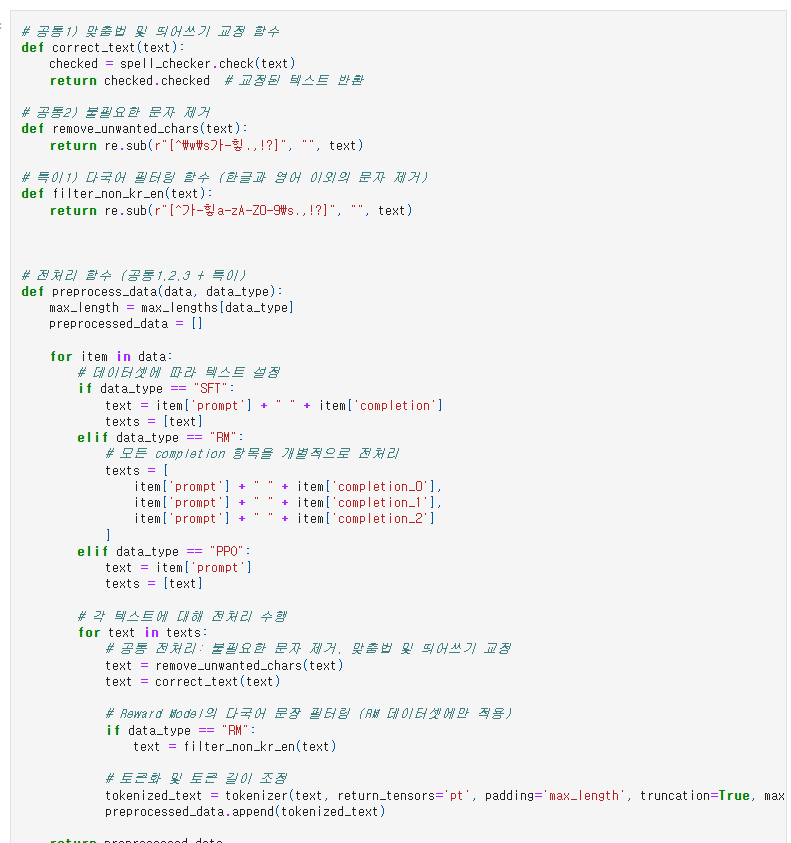 # 공통1) 맞춤법 및 띄어쓰기 교정 함수
def correct_text(text):
    checked = spell_checker.check(text)
    return checked.checked  # 교정된 텍스트 반환

# 공통2) 불필요한 문자 제거
def remove_unwanted_chars(text):
    return re.sub(r"[^₩w₩s가-힣.,!?]", "", text)

# 특이1) 다국어 필터링 함수 (한글과 영어 이외의 문자 제거)
def filter_non_kr_en(text):
    return re.sub(r"[^가-힣a-zA-Z0-9₩s.,!?]", "", text)

# 전처리 함수 (공통1,2,3 + 특이)
def preprocess_data(data, data_type):
    max_length = max_lengths[data_type]
    preprocessed_data = []

    for item in data:
        # 데이터셋에 따라 텍스트 설정
        if data_type == "SFT":
            text = item['prompt'] + " " + item['completion']
            texts = [text]
        elif data_type == "RM":
            # 모든 completion 항목을 개별적으로 전처리
            texts = [
                item['prompt'] + " " + item['completion_0'],
                item['prompt'] + " " + item['completion_1'],
                item['prompt'] + " " + item['completion_2']
            ]
        elif data_type == "PPO":
            text = item['prompt']
            texts = [text]

        # 각 텍스트에 대해 전처리 수행
        for text in texts:
            # 공통 전처리: 불필요한 문자 제거, 맞춤법 및 띄어쓰기 교정
            text = remove_unwanted_chars(text)
            text = correct_text(text)

            # Reward Model의 다국어 문장 필터링 (RM 데이터셋에만 적용)
            if data_type == "RM":
                text = filter_non_kr_en(text)

            # 토큰화 및 토큰 길이 조정
            tokenized_text = tokenizer(text, return_tensors='pt', padding='max_length', truncation=True, max
            preprocessed_data.append(tokenized_text)

    return preprocessed_data